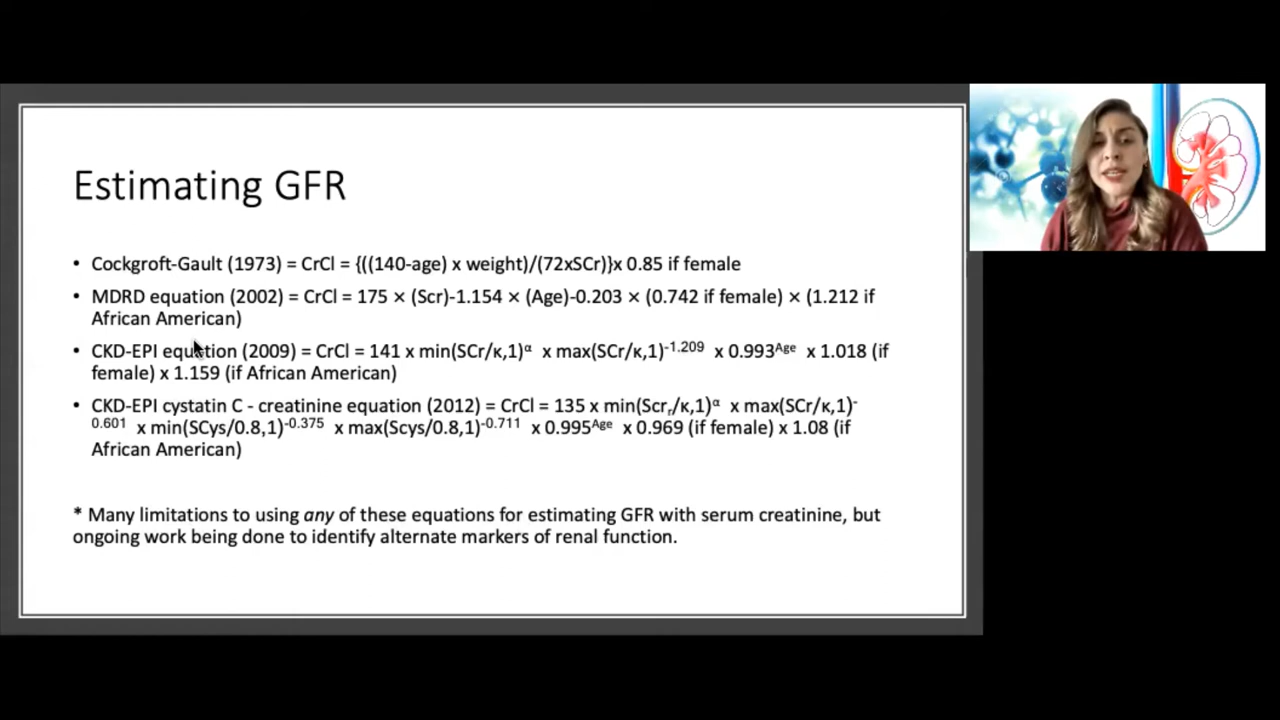 Estimating GFR
• Cockgroft-Gault (1973) = CrCl = {((140-age) x weight)/(72xSCr)}x 0.85 if female
• MDRD equation (2002) = CrCl = 175 × (Scr)-1.154 × (Age)-0.203 × (0.742 if female) × (1.212 if
African American)
• CKD-EPI equation (2009) = CrCl = 141 x min(SCr/κ,1)^α x max(SCr/κ,1)^-1.209 x 0.993^Age x 1.018 (if
female) x 1.159 (if African American)
• CKD-EPI cystatin C - creatinine equation (2012) = CrCl = 135 x min(Scr_r/κ,1)^α x max(SCr/κ,1)^-
^0.601 x min(SCys/0.8,1)^-0.375 x max(Scys/0.8,1)^-0.711 x 0.995^Age x 0.969 (if female) x 1.08 (if
African American)
* Many limitations to using any of these equations for estimating GFR with serum creatinine, but
ongoing work being done to identify alternate markers of renal function.